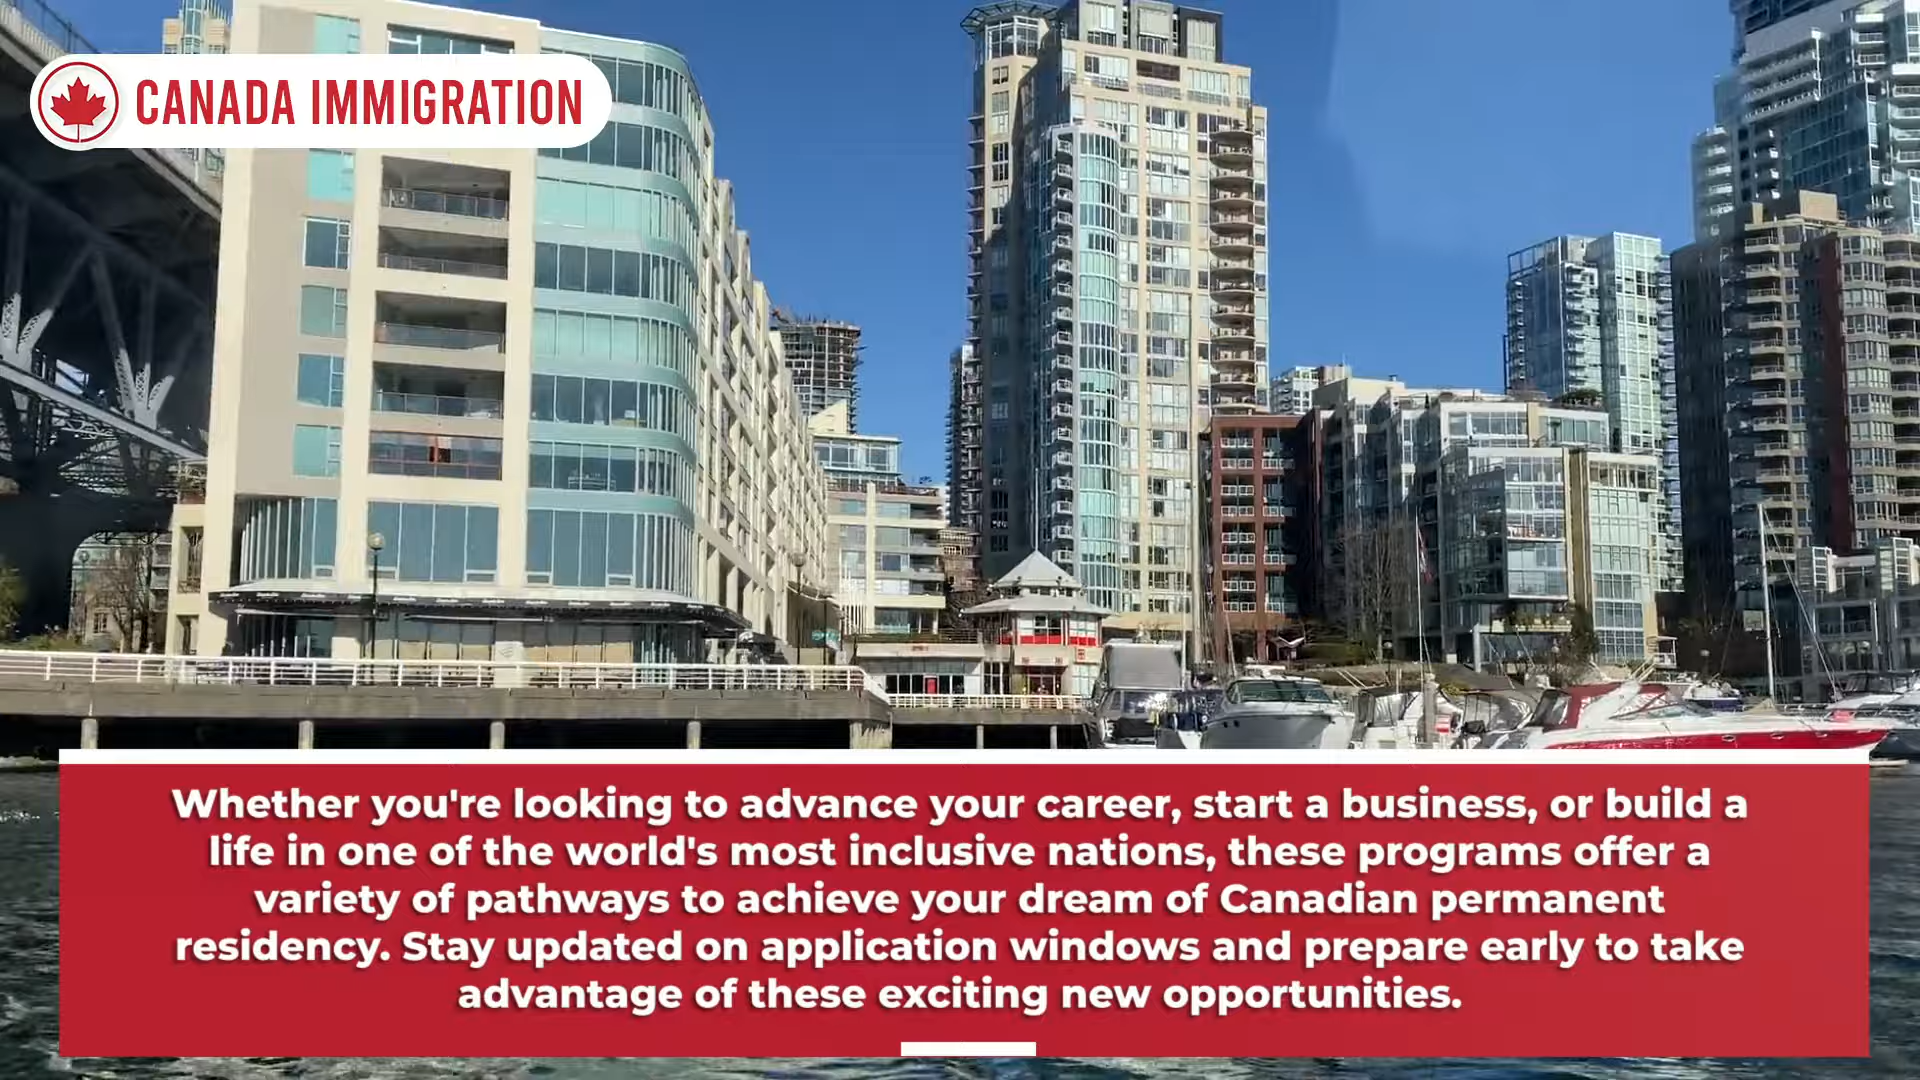 CANADA IMMIGRATION
Whether you're looking to advance your career, start a business, or build a
life in one of the world's most inclusive nations, these programs offer a
variety of pathways to achieve your dream of Canadian permanent
residency. Stay updated on application windows and prepare early to take
advantage of these exciting new opportunities.